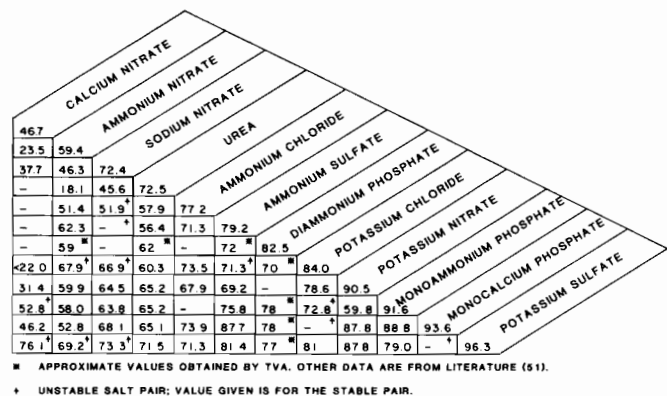 CALCIUM NITRATE
AMMONIUM NITRATE
SODIUM NITRATE
UREA
AMMONIUM CHLORIDE
AMMONIUM SULFATE
DIAMMONIUM PHOSPHATE
POTASSIUM CHLORIDE
POTASSIUM NITRATE
MONOAMMONIUM PHOSPHATE
MONOCALCIUM PHOSPHATE
POTASSIUM SULFATE
46.7
23.5 59.4
37.7 46.3 72.4
– 18.1 45.6 72.5
– 51.4 51.9+ 57.9 77.2
– 62.3 –+ 56.4 71.3 79.2
– 59* – 62* – 72* 82.5
<22.0 67.9+ 66.9+ 60.3 73.5 71.3+ 70* 84.0
31.4 59.9 64.5 65.2 67.9 69.2 – 78.6 90.5
52.8+ 58.0 63.8 65.2 – 75.8 78* 72.8+ 59.8 91.6
46.2 52.8 68.1 65.1 73.9 87.7 78* –+ 87.8 88.8 93.6
76.1+ 69.2+ 73.3+ 71.5 71.3 81.4 77* 81 87.8 79.0 –+ 96.3
* APPROXIMATE VALUES OBTAINED BY TVA. OTHER DATA ARE FROM LITERATURE (51).
+ UNSTABLE SALT PAIR; VALUE GIVEN IS FOR THE STABLE PAIR.